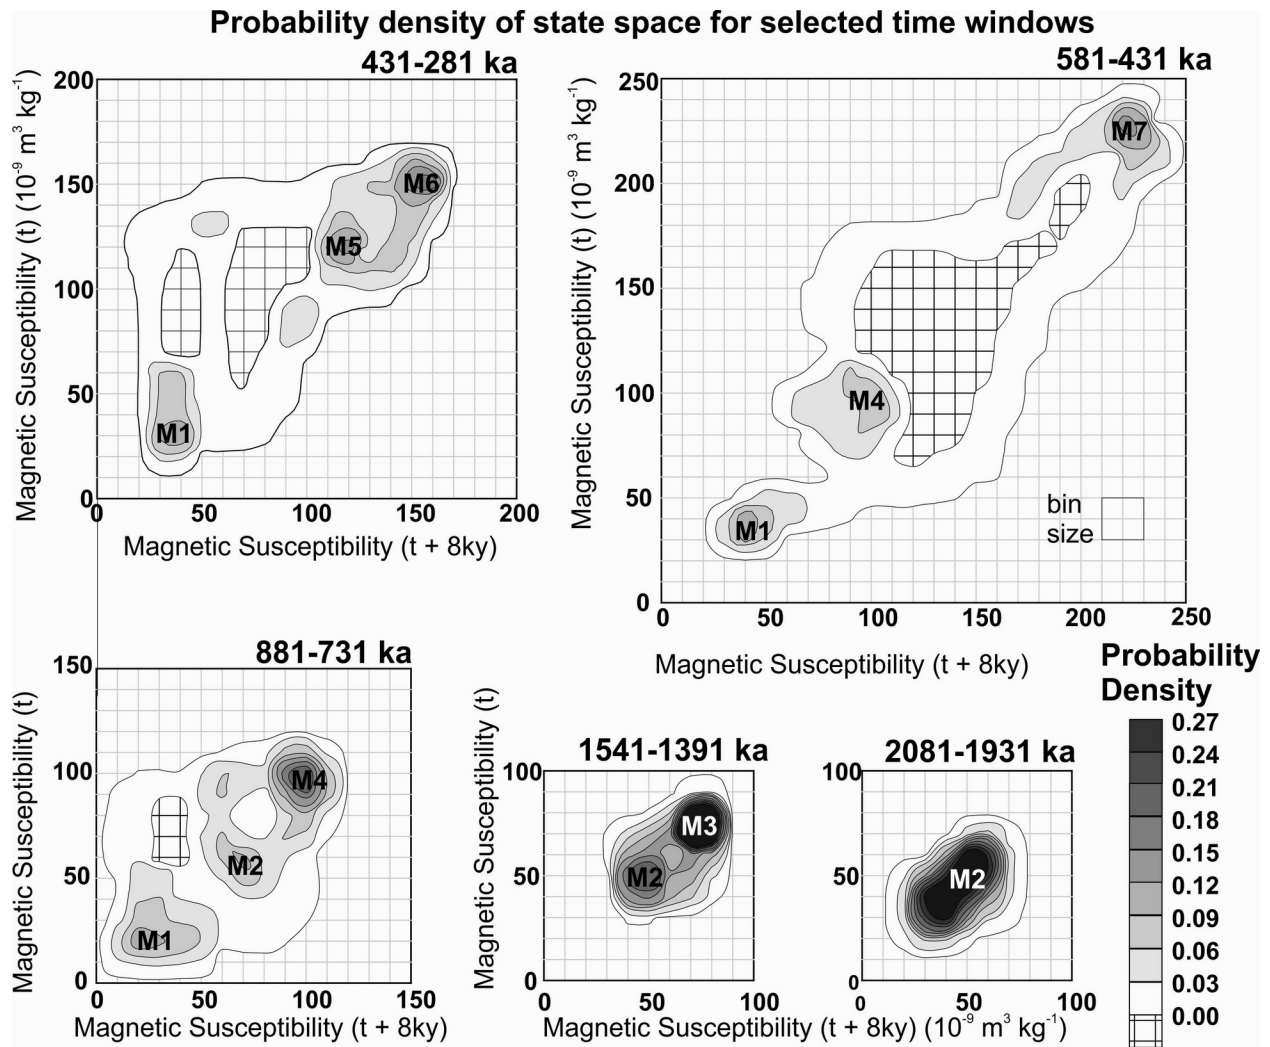 Probability density of state space for selected time windows
431-281 ka
Magnetic Susceptibility (t) (10⁻⁹ m³ kg⁻¹)
200
150
100
50
0
M6
M5
M1
0 50 100 150 200
Magnetic Susceptibility (t + 8ky)
581-431 ka
Magnetic Susceptibility (t) (10⁻⁹ m³ kg⁻¹)
250
200
150
100
50
0
M7
M4
M1
bin
size
0 50 100 150 200 250
Magnetic Susceptibility (t + 8ky)
881-731 ka
Magnetic Susceptibility (t)
150
100
50
0
M4
M2
M1
0 50 100 150
Magnetic Susceptibility (t + 8ky)
1541-1391 ka
Magnetic Susceptibility (t)
100
50
0
M3
M2
0 50 100
2081-1931 ka
100
50
0
M2
0 50 100
Magnetic Susceptibility (t + 8ky) (10⁻⁹ m³ kg⁻¹)
Probability
Density
0.27
0.24
0.21
0.18
0.15
0.12
0.09
0.06
0.03
0.00